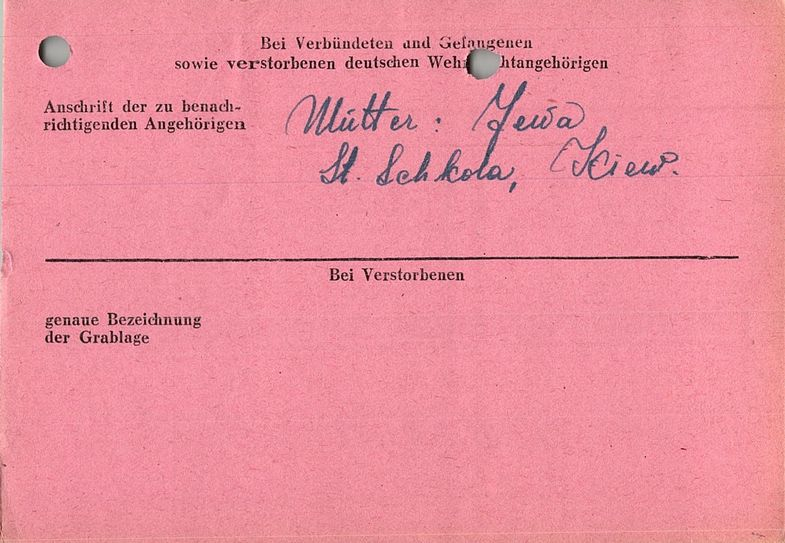 Bei Verbündeten und Gefangenen
sowie verstorbenen deutschen Wehrmachtangehörigen
Anschrift der zu benach-
richtigenden Angehörigen
Mutter: Jewa
St. Schkola, Kiew.
Bei Verstorbenen
genaue Bezeichnung
der Grablage